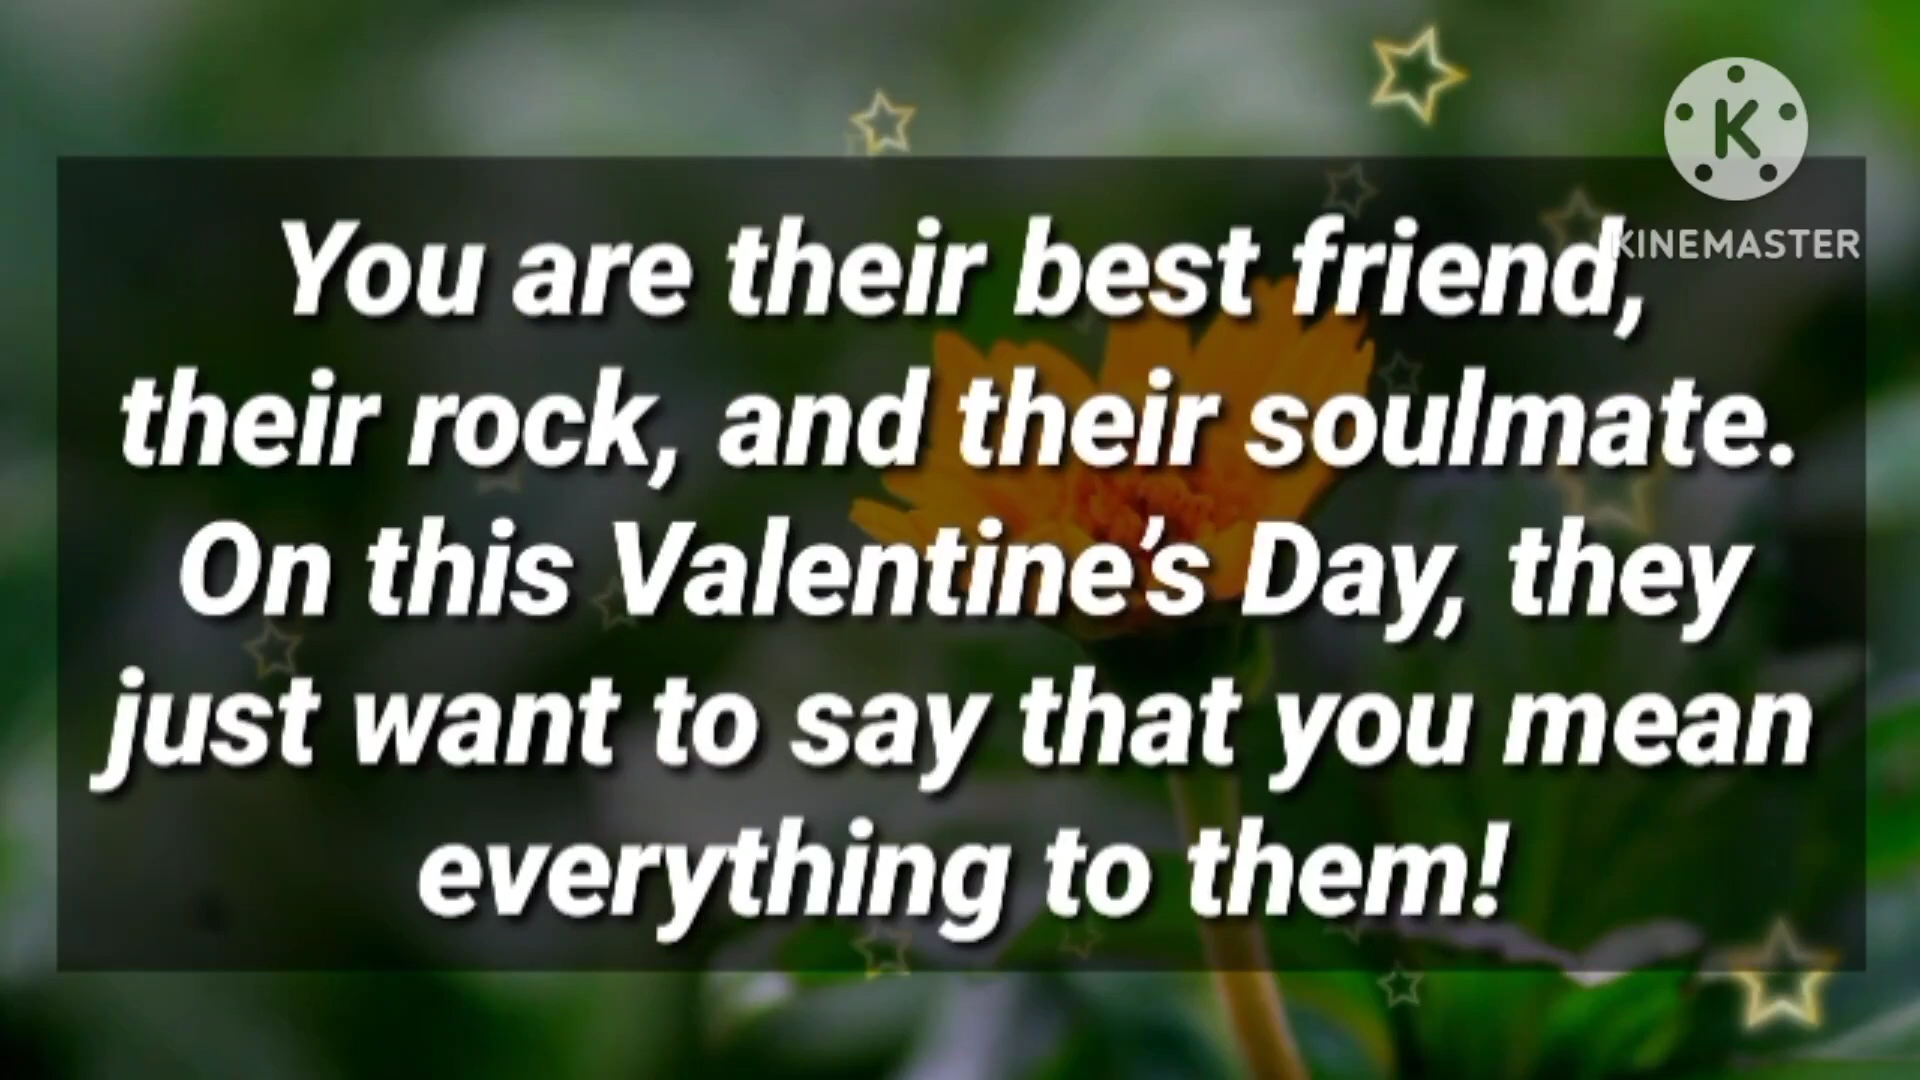 K
KINEMASTER
You are their best friend,
their rock, and their soulmate.
On this Valentine’s Day, they
just want to say that you mean
everything to them!